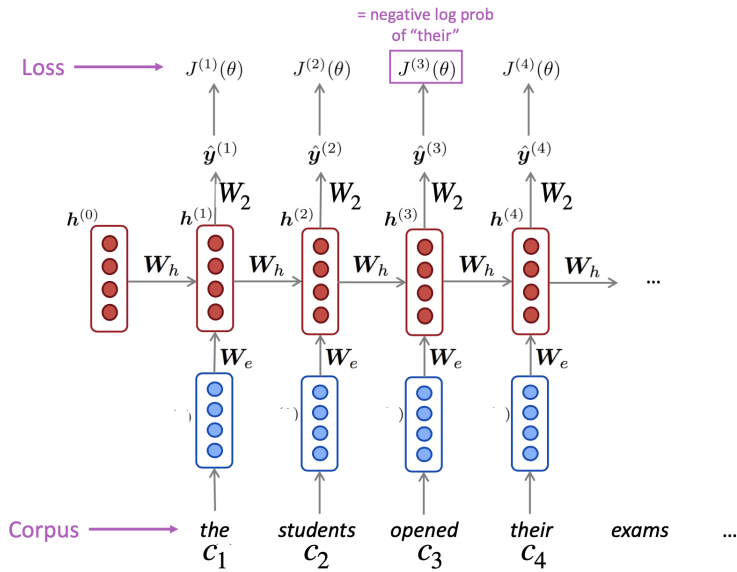 = negative log prob
of “their”
Loss J⁽¹⁾(θ) J⁽²⁾(θ) J⁽³⁾(θ) J⁽⁴⁾(θ)
ŷ⁽¹⁾ ŷ⁽²⁾ ŷ⁽³⁾ ŷ⁽⁴⁾
W₂ W₂ W₂ W₂
h⁽⁰⁾ h⁽¹⁾ h⁽²⁾ h⁽³⁾ h⁽⁴⁾
Wₕ Wₕ Wₕ Wₕ Wₕ ...
Wₑ Wₑ Wₑ Wₑ
Corpus the students opened their exams ...
c₁ c₂ c₃ c₄